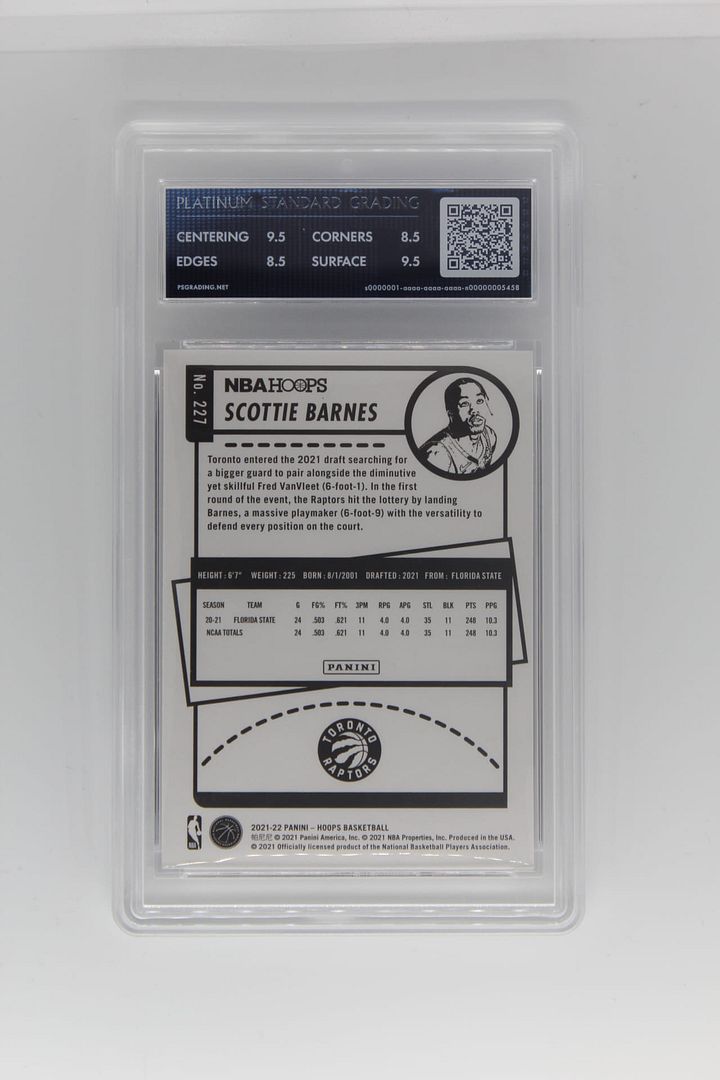 PLATINUM STANDARD GRADING
CENTERING 9.5 CORNERS 8.5
EDGES 8.5 SURFACE 9.5
PSGRADING.NET s0000001-aaaa-aaaa-aaaa-n00000005458
No. 227
NBA HOOPS
SCOTTIE BARNES
Toronto entered the 2021 draft searching for
a bigger guard to pair alongside the diminutive
yet skillful Fred VanVleet (6-foot-1). In the first
round of the event, the Raptors hit the lottery by landing
Barnes, a massive playmaker (6-foot-9) with the versatility to
defend every position on the court.
HEIGHT: 6'7" WEIGHT: 225 BORN: 8/1/2001 DRAFTED: 2021 FROM: FLORIDA STATE
SEASON TEAM G FG% FT% 3PM RPG APG STL BLK PTS PPG
20-21 FLORIDA STATE 24 .503 .621 11 4.0 4.0 35 11 248 10.3
NCAA TOTALS 24 .503 .621 11 4.0 4.0 35 11 248 10.3
PANINI
TORONTO
RAPTORS
2021-22 PANINI – HOOPS BASKETBALL
帕尼尼 © 2021 Panini America, Inc. © 2021 NBA Properties, Inc. Produced in the USA.
© 2021 Officially licensed product of the National Basketball Players Association.